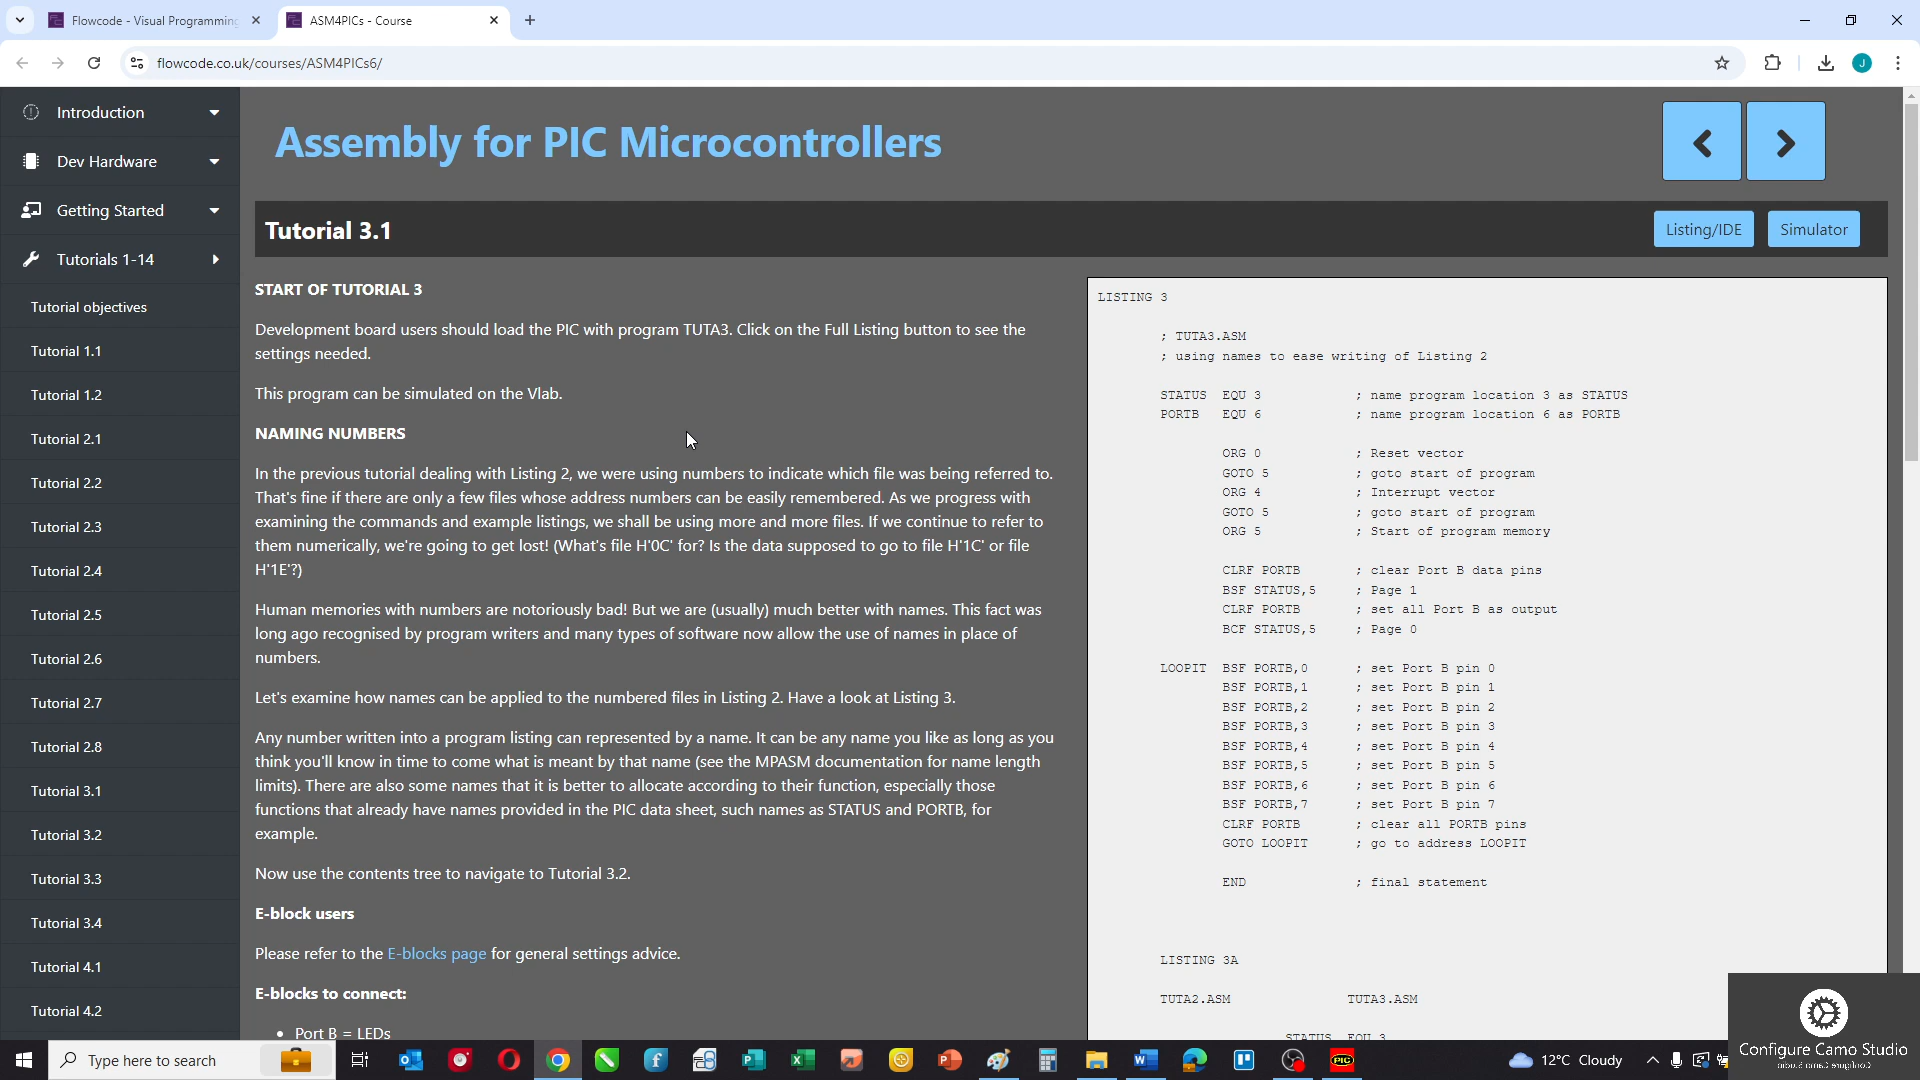 Flowcode - Visual Programming
ASM4PICs - Course
flowcode.co.uk/courses/ASM4PICs6/
J
Introduction
Dev Hardware
Getting Started
Tutorials 1-14
Tutorial objectives
Tutorial 1.1
Tutorial 1.2
Tutorial 2.1
Tutorial 2.2
Tutorial 2.3
Tutorial 2.4
Tutorial 2.5
Tutorial 2.6
Tutorial 2.7
Tutorial 2.8
Tutorial 3.1
Tutorial 3.2
Tutorial 3.3
Tutorial 3.4
Tutorial 4.1
Tutorial 4.2
Assembly for PIC Microcontrollers
Tutorial 3.1
Listing/IDE
Simulator
START OF TUTORIAL 3
Development board users should load the PIC with program TUTA3. Click on the Full Listing button to see the
settings needed.
This program can be simulated on the Vlab.
NAMING NUMBERS
In the previous tutorial dealing with Listing 2, we were using numbers to indicate which file was being referred to.
That's fine if there are only a few files whose address numbers can be easily remembered. As we progress with
examining the commands and example listings, we shall be using more and more files. If we continue to refer to
them numerically, we're going to get lost! (What's file H'0C' for? Is the data supposed to go to file H'1C' or file
H'1E'?)
Human memories with numbers are notoriously bad! But we are (usually) much better with names. This fact was
long ago recognised by program writers and many types of software now allow the use of names in place of
numbers.
Let's examine how names can be applied to the numbered files in Listing 2. Have a look at Listing 3.
Any number written into a program listing can represented by a name. It can be any name you like as long as you
think you'll know in time to come what is meant by that name (see the MPASM documentation for name length
limits). There are also some names that it is better to allocate according to their function, especially those
functions that already have names provided in the PIC data sheet, such names as STATUS and PORTB, for
example.
Now use the contents tree to navigate to Tutorial 3.2.
E-block users
Please refer to the E-blocks page for general settings advice.
E-blocks to connect:
• Port B = LEDs
LISTING 3
; TUTA3.ASM
; using names to ease writing of Listing 2
STATUS EQU 3 ; name program location 3 as STATUS
PORTB EQU 6 ; name program location 6 as PORTB
ORG 0 ; Reset vector
GOTO 5 ; goto start of program
ORG 4 ; Interrupt vector
GOTO 5 ; goto start of program
ORG 5 ; Start of program memory
CLRF PORTB ; clear Port B data pins
BSF STATUS,5 ; Page 1
CLRF PORTB ; set all Port B as output
BCF STATUS,5 ; Page 0
LOOPIT BSF PORTB,0 ; set Port B pin 0
BSF PORTB,1 ; set Port B pin 1
BSF PORTB,2 ; set Port B pin 2
BSF PORTB,3 ; set Port B pin 3
BSF PORTB,4 ; set Port B pin 4
BSF PORTB,5 ; set Port B pin 5
BSF PORTB,6 ; set Port B pin 6
BSF PORTB,7 ; set Port B pin 7
CLRF PORTB ; clear all PORTB pins
GOTO LOOPIT ; go to address LOOPIT
END ; final statement
LISTING 3A
TUTA2.ASM TUTA3.ASM
STATUS EQU 3
Configure Camo Studio
Type here to search
PIC
12°C Cloudy